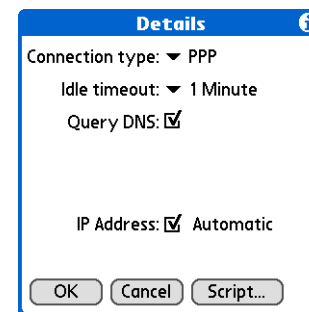 Details
Connection type: PPP
Idle timeout: 1 Minute
Query DNS:
IP Address: Automatic
OK Cancel Script...